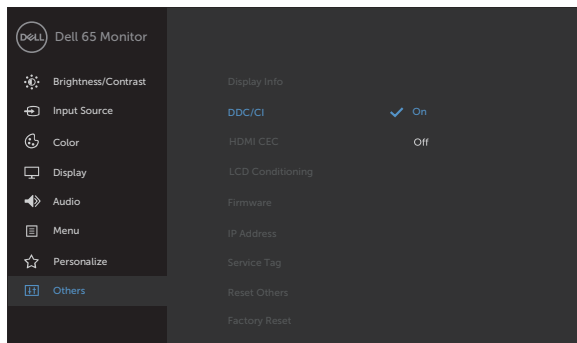 DELL Dell 65 Monitor
Brightness/Contrast
Display Info
Input Source
DDC/CI
On
Color
HDMI CEC
Off
Display
LCD Conditioning
Audio
Firmware
Menu
IP Address
Personalize
Service Tag
Others
Reset Others
Factory Reset